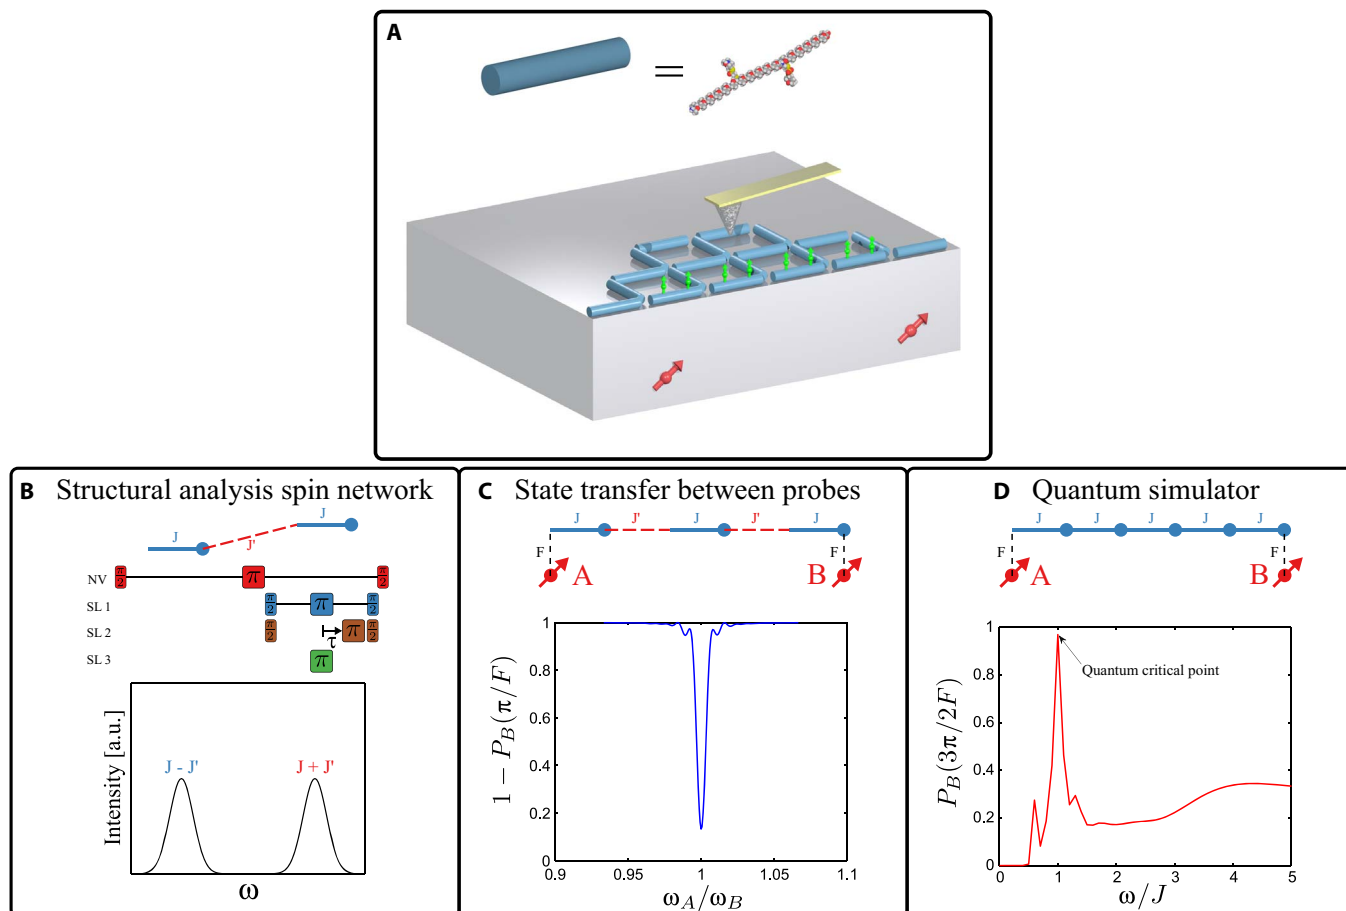 A
=
B Structural analysis spin network
J
J'
J
NV π/2 π π/2
SL 1 π/2 π π/2
SL 2 π/2 τ π π/2
SL 3 π
Intensity [a.u.]
J - J'
J + J'
ω
C State transfer between probes
J J' J J' J
F F
A B
1 − P_B(π/F)
1
0.8
0.6
0.4
0.2
0
0.9 0.95 1 1.05 1.1
ω_A/ω_B
D Quantum simulator
J J J J J
F F
A B
P_B(3π/2F)
1
0.8
0.6
0.4
0.2
0
Quantum critical point
0 1 2 3 4 5
ω/J